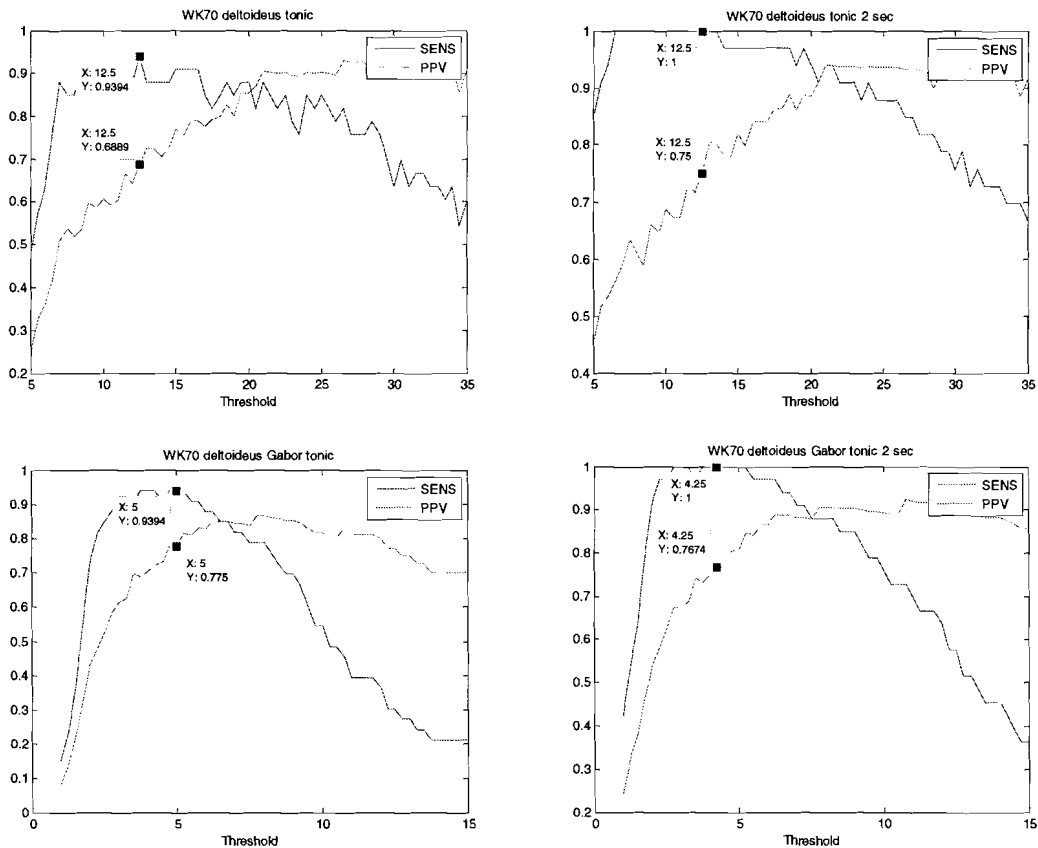 WK70 deltoideus tonic
1
0.9
0.8
0.7
0.6
0.5
0.4
0.3
0.2
X: 12.5
Y: 0.9394
X: 12.5
Y: 0.6889
SENS
PPV
5
10
15
20
25
30
35
Threshold
WK70 deltoideus tonic 2 sec
1
0.9
0.8
0.7
0.6
0.5
0.4
X: 12.5
Y: 1
X: 12.5
Y: 0.75
SENS
PPV
5
10
15
20
25
30
35
Threshold
WK70 deltoideus Gabor tonic
1
0.9
0.8
0.7
0.6
0.5
0.4
0.3
0.2
0.1
0
X: 5
Y: 0.9394
X: 5
Y: 0.775
SENS
PPV
0
5
10
15
Threshold
WK70 deltoideus Gabor tonic 2 sec
1
0.9
0.8
0.7
0.6
0.5
0.4
0.3
0.2
X: 4.25
Y: 1
X: 4.25
Y: 0.7674
SENS
PPV
0
5
10
15
Threshold